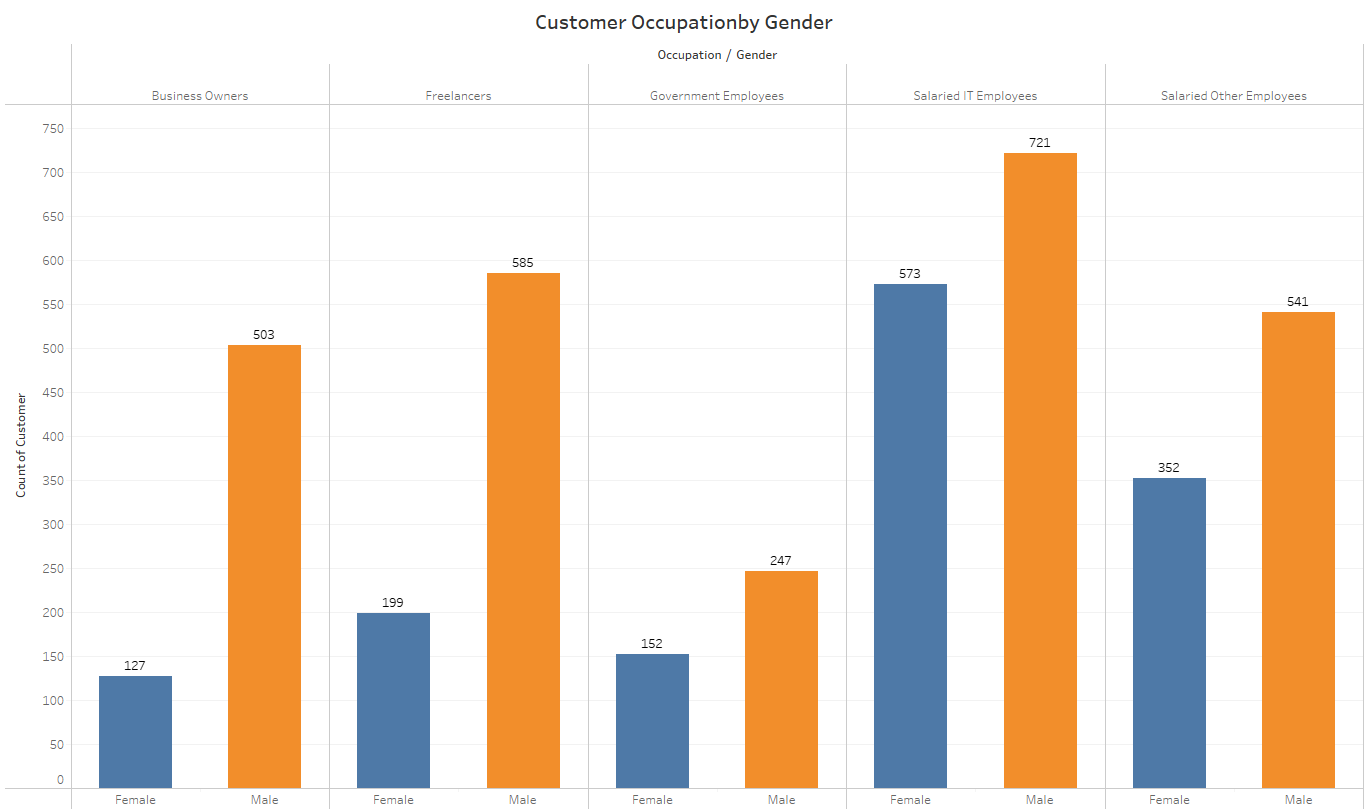 Customer Occupationby Gender
Occupation / Gender
Business Owners Freelancers Government Employees Salaried IT Employees Salaried Other Employees
Count of Customer
750
700
650
600
550
500
450
400
350
300
250
200
150
100
50
0
127 503 199 585 152 247 573 721 352 541
Female Male Female Male Female Male Female Male Female Male